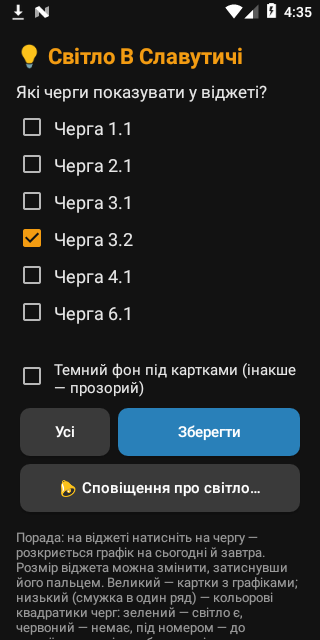 4:35
Світло В Славутичі
Які черги показувати у віджеті?
Черга 1.1
Черга 2.1
Черга 3.1
Черга 3.2
Черга 4.1
Черга 6.1
Темний фон під картками (інакше
— прозорий)
Усі
Зберегти
Сповіщення про світло…
Порада: на віджеті натисніть на чергу —
розкриється графік на сьогодні й завтра.
Розмір віджета можна змінити, затиснувши
його пальцем. Великий — картки з графіками;
низький (смужка в один ряд) — кольорові
квадратики черг: зелений — світло є,
червоний — немає, під номером — до